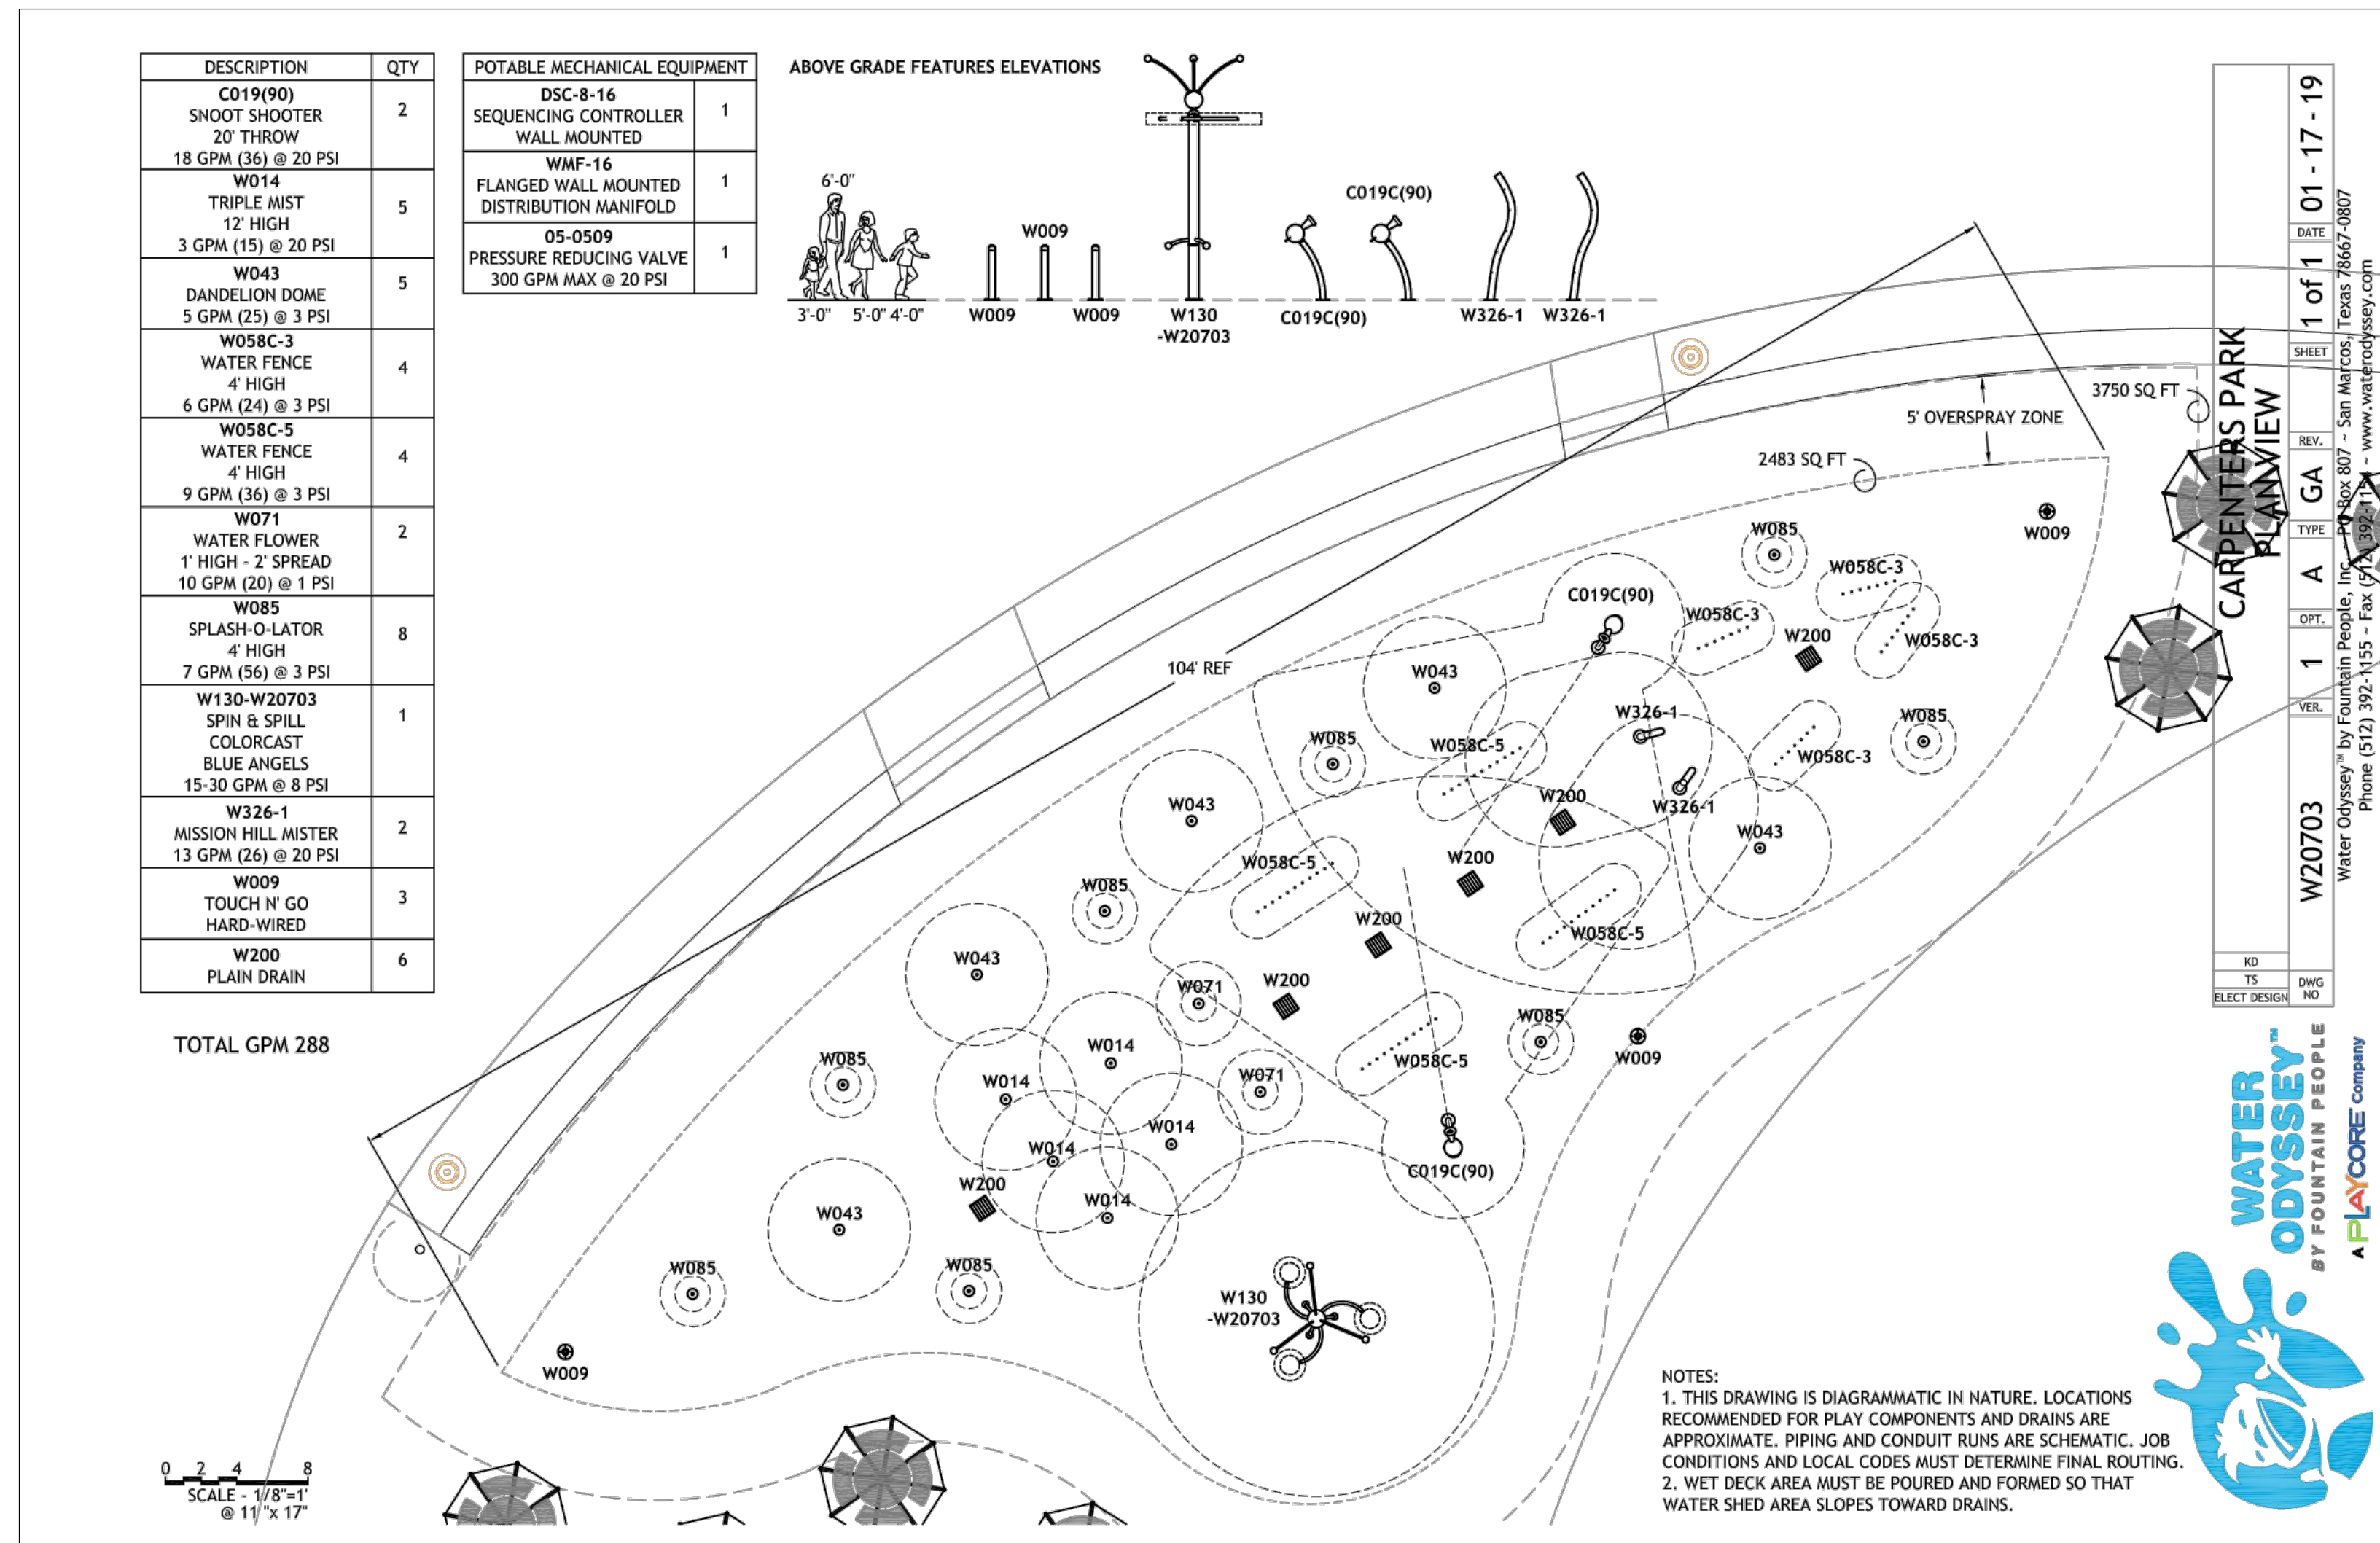 DESCRIPTION QTY
C019(90)
SNOOT SHOOTER
20' THROW
18 GPM (36) @ 20 PSI
2
W014
TRIPLE MIST
12' HIGH
3 GPM (15) @ 20 PSI
5
W043
DANDELION DOME
5 GPM (25) @ 3 PSI
5
W058C-3
WATER FENCE
4' HIGH
6 GPM (24) @ 3 PSI
4
W058C-5
WATER FENCE
4' HIGH
9 GPM (36) @ 3 PSI
4
W071
WATER FLOWER
1' HIGH - 2' SPREAD
10 GPM (20) @ 1 PSI
2
W085
SPLASH-O-LATOR
4' HIGH
7 GPM (56) @ 3 PSI
8
W130-W20703
SPIN & SPILL
COLORCAST
BLUE ANGELS
15-30 GPM @ 8 PSI
1
W326-1
MISSION HILL MISTER
13 GPM (26) @ 20 PSI
2
W009
TOUCH N' GO
HARD-WIRED
3
W200
PLAIN DRAIN
6
TOTAL GPM 288
POTABLE MECHANICAL EQUIPMENT
DSC-8-16
SEQUENCING CONTROLLER
WALL MOUNTED
1
WMF-16
FLANGED WALL MOUNTED
DISTRIBUTION MANIFOLD
1
05-0509
PRESSURE REDUCING VALVE
300 GPM MAX @ 20 PSI
1
ABOVE GRADE FEATURES ELEVATIONS
6'-0"
3'-0" 5'-0" 4'-0"
W009
W009
W009
W130
-W20703
C019C(90)
C019C(90)
W326-1
W326-1
3750 SQ FT
5' OVERSPRAY ZONE
2483 SQ FT
W009
W085
W058C-3
C019C(90)
W058C-3
W200
W058C-3
104' REF
W043
W326-1
W085
W085
W058C-5
W058C-3
W200
W043
W326-1
W043
W200
W058C-5
W085
W200
W058C-5
W043
W200
W071
W085
W014
W009
W085
W058C-5
W071
W014
W014
W014
C019C(90)
W200
W014
W043
W085
W085
W130
-W20703
W009
0 2 4 8
SCALE - 1/8"=1'
@ 11"x 17"
NOTES:
1. THIS DRAWING IS DIAGRAMMATIC IN NATURE. LOCATIONS
RECOMMENDED FOR PLAY COMPONENTS AND DRAINS ARE
APPROXIMATE. PIPING AND CONDUIT RUNS ARE SCHEMATIC. JOB
CONDITIONS AND LOCAL CODES MUST DETERMINE FINAL ROUTING.
2. WET DECK AREA MUST BE POURED AND FORMED SO THAT
WATER SHED AREA SLOPES TOWARD DRAINS.
CARPENTERS PARK
PLANVIEW
KD
TS
ELECT DESIGN
DWG
NO
W20703
VER.
1
OPT.
A
TYPE
GA
REV.
SHEET
1 of 1
DATE
01 - 17 - 19
Water Odyssey™ by Fountain People, Inc. ~ PO Box 807 ~ San Marcos, Texas 78667-0807
Phone (512) 392-1155 ~ Fax (512) 392-1154 ~ www.waterodyssey.com
WATER
ODYSSEY™
BY FOUNTAIN PEOPLE
A PLAYCORE Company